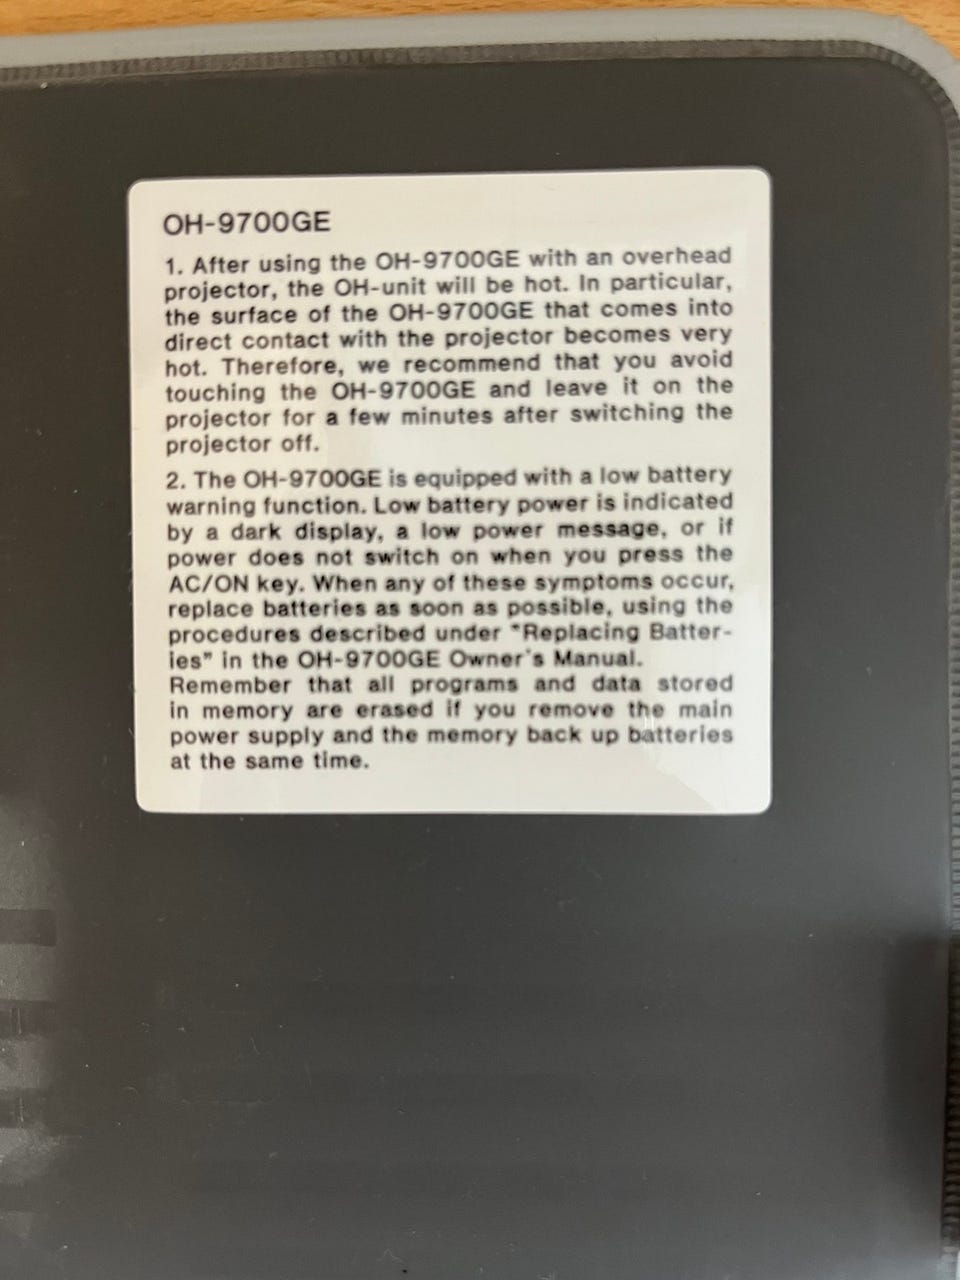 OH-9700GE
1. After using the OH-9700GE with an overhead
projector, the OH-unit will be hot. In particular,
the surface of the OH-9700GE that comes into
direct contact with the projector becomes very
hot. Therefore, we recommend that you avoid
touching the OH-9700GE and leave it on the
projector for a few minutes after switching the
projector off.
2. The OH-9700GE is equipped with a low battery
warning function. Low battery power is indicated
by a dark display, a low power message, or if
power does not switch on when you press the
AC/ON key. When any of these symptoms occur,
replace batteries as soon as possible, using the
procedures described under "Replacing Batter-
ies" in the OH-9700GE Owner's Manual.
Remember that all programs and data stored
in memory are erased if you remove the main
power supply and the memory back up batteries
at the same time.